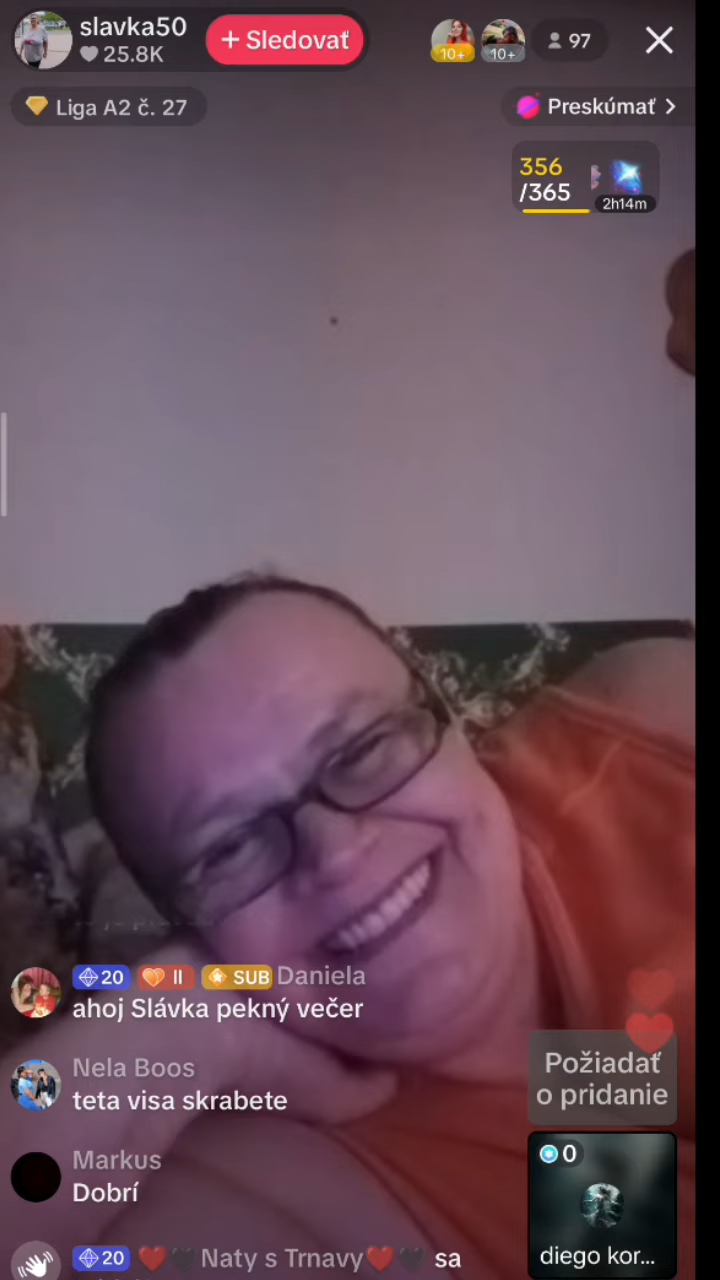 slavka50
25.8K
+ Sledovať
10+
10+
97
Liga A2 č. 27
Preskúmať
356
/365
2h14m
20 II SUB Daniela
ahoj Slávka pekný večer
Nela Boos
teta visa skrabete
Markus
Dobrí
20 ❤️🖤Naty s Trnavy❤️🖤 sa
Požiadať
o pridanie
0
diego kor...